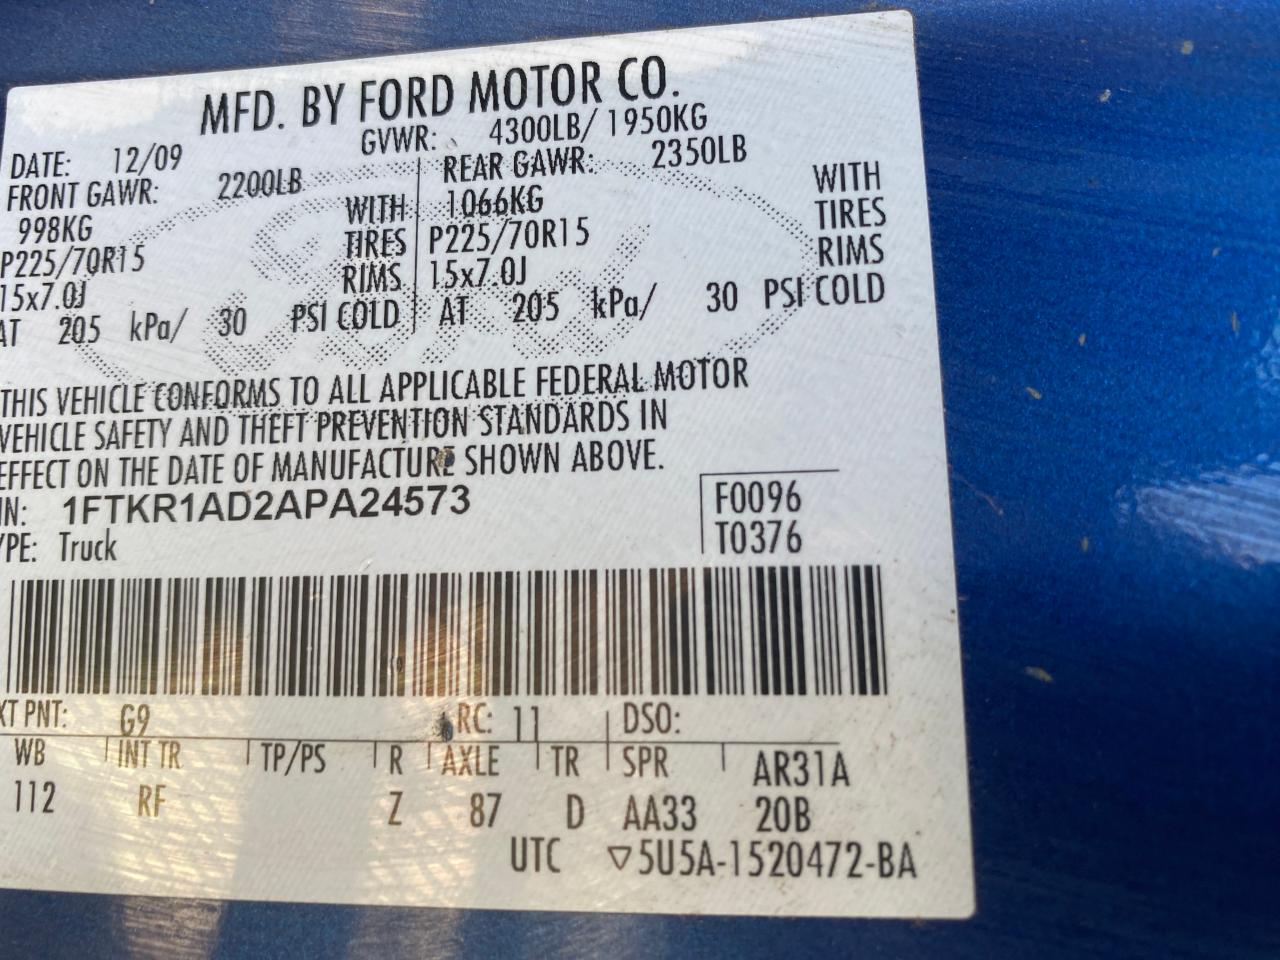 MFD. BY FORD MOTOR CO.
DATE: 12/09 GVWR: 4300LB/ 1950KG
FRONT GAWR: 2200LB REAR GAWR: 2350LB
998KG WITH 1066KG WITH
P225/70R15 TIRES P225/70R15 TIRES
15x7.0J RIMS 15x7.0J RIMS
AT 205 kPa/ 30 PSI COLD AT 205 kPa/ 30 PSI COLD
THIS VEHICLE CONFORMS TO ALL APPLICABLE FEDERAL MOTOR
VEHICLE SAFETY AND THEFT PREVENTION STANDARDS IN
EFFECT ON THE DATE OF MANUFACTURE SHOWN ABOVE.
IN: 1FTKR1AD2APA24573 F0096
YPE: Truck T0376
XT PNT: G9 RC: 11 DSO:
WB INT TR TP/PS R AXLE TR SPR AR31A
112 RF Z 87 D AA33 20B
UTC ▽5U5A-1520472-BA